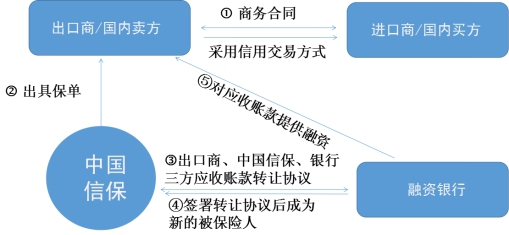 出口商/国内卖方
① 商务合同
采用信用交易方式
进口商/国内买方
② 出具保单
⑤对应收账款提供融资
中国
信保
③出口商、中国信保、银行
三方应收账款转让协议
④签署转让协议后成为
新的被保险人
融资银行